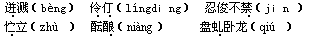 迸溅（bèng）  伶仃（língdīng）  忍俊不禁（jīn）
伫立（zhù）  酝酿（niàng）  盘虬卧龙（qiú）